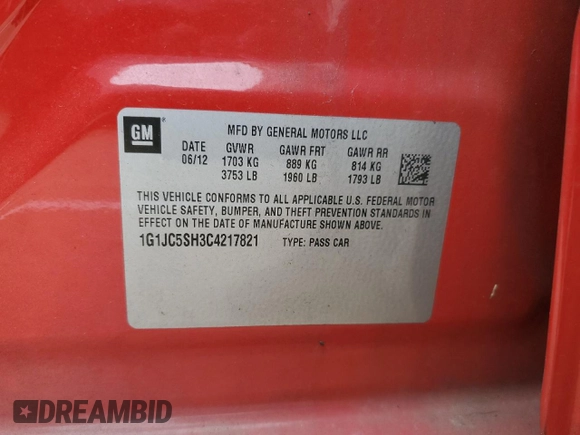 GM
MFD BY GENERAL MOTORS LLC
DATE GVWR GAWR FRT GAWR RR
06/12 1703 KG 889 KG 814 KG
3753 LB 1960 LB 1793 LB
THIS VEHICLE CONFORMS TO ALL APPLICABLE U.S. FEDERAL MOTOR
VEHICLE SAFETY, BUMPER, AND THEFT PREVENTION STANDARDS IN
EFFECT ON THE DATE OF MANUFACTURE SHOWN ABOVE.
1G1JC5SH3C4217821 TYPE: PASS CAR
DREAMBID